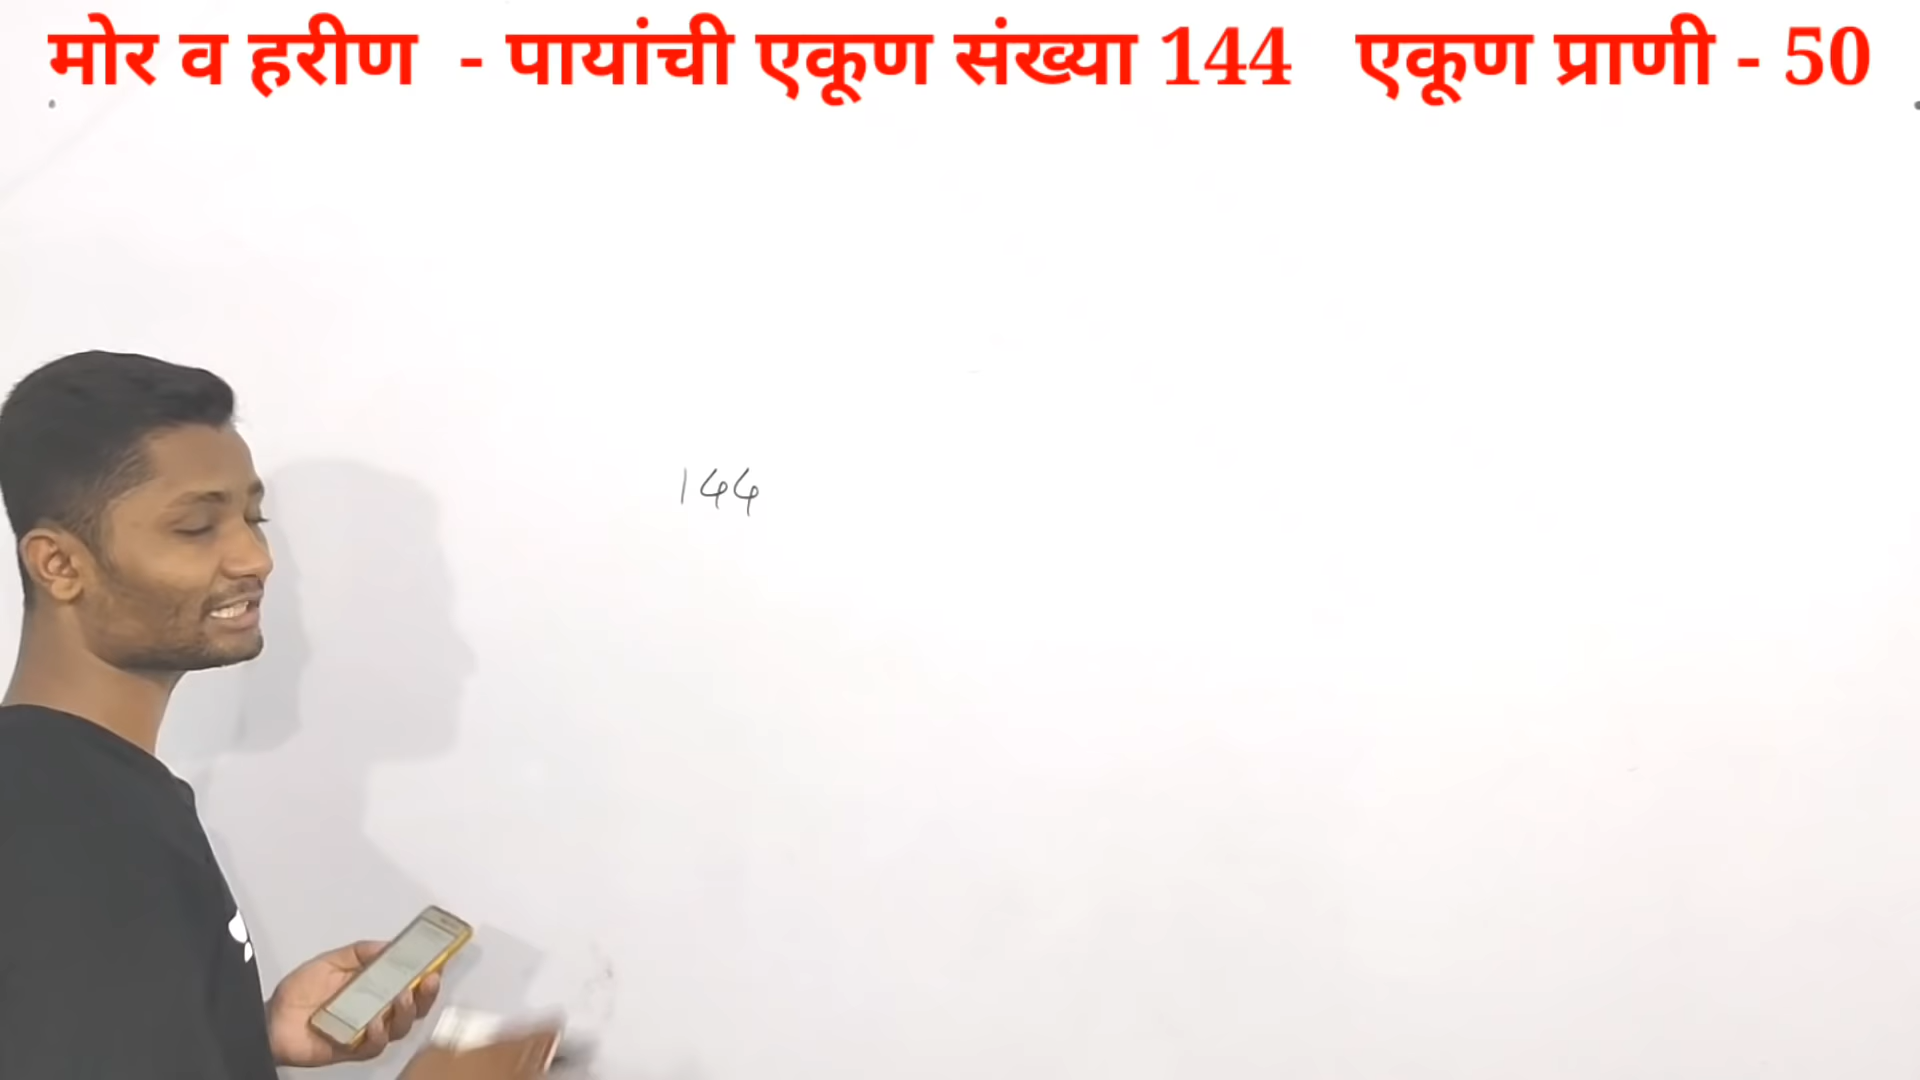 मोर व हरीण - पायांची एकूण संख्या 144 एकूण प्राणी - 50
144